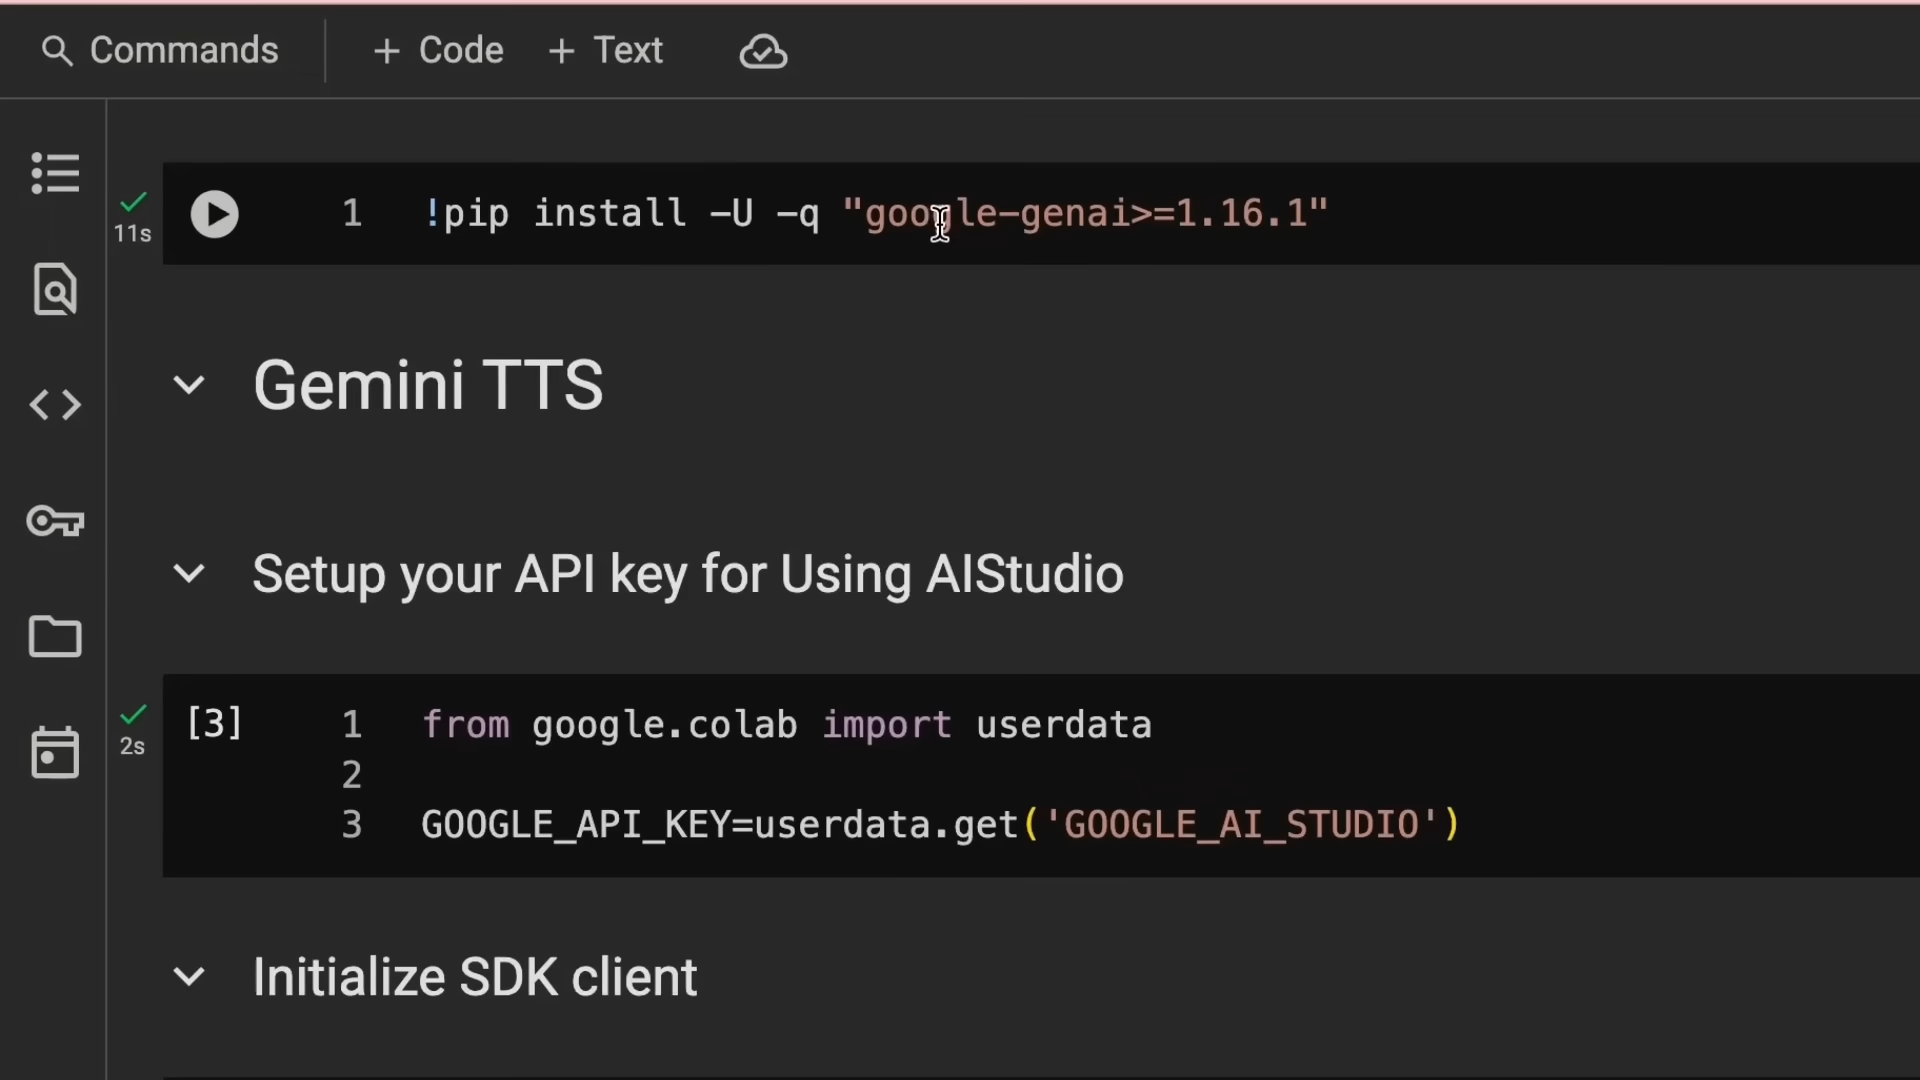 Commands + Code + Text
11s 1 !pip install -U -q "google-genai>=1.16.1"
Gemini TTS
Setup your API key for Using AIStudio
[3] 1 from google.colab import userdata
2s 2
3 GOOGLE_API_KEY=userdata.get('GOOGLE_AI_STUDIO')
Initialize SDK client